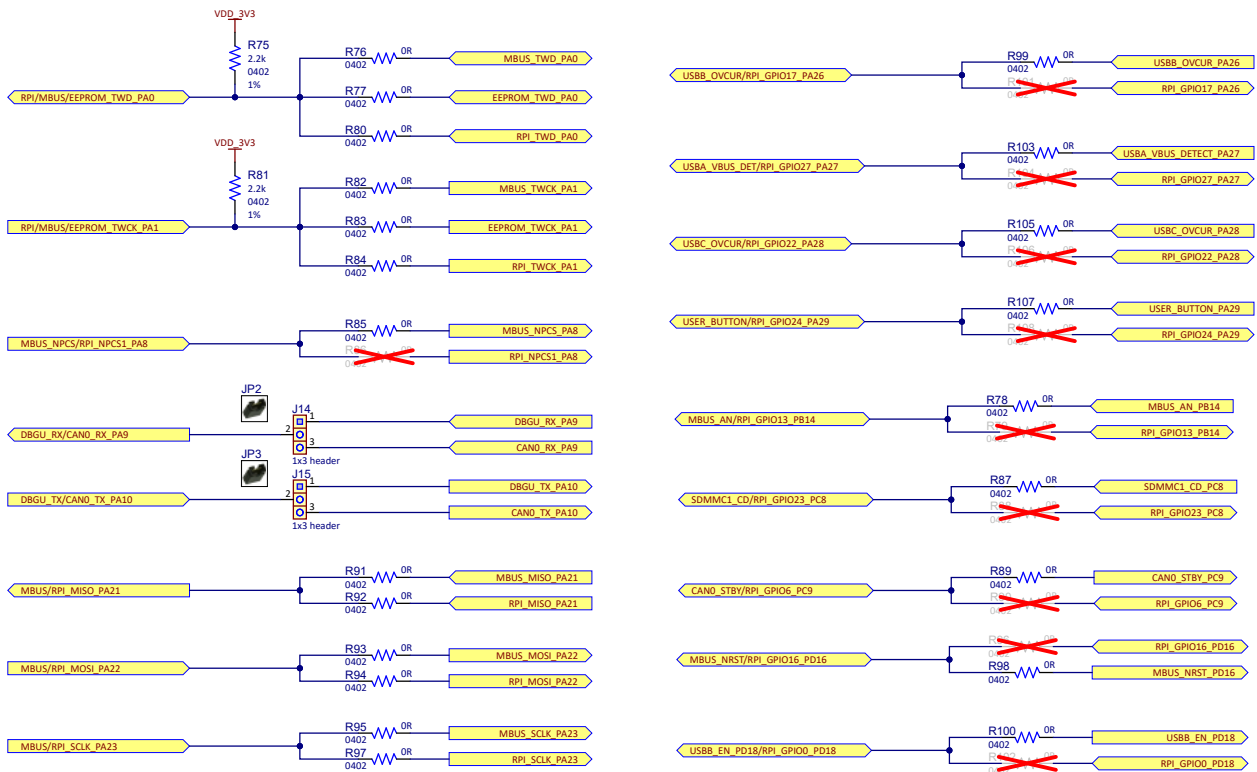 VDD_3V3
R75
2.2k
0402
1%
RPI/MBUS/EEPROM_TWD_PA0
R76 0R
0402
MBUS_TWD_PA0
R77 0R
0402
EEPROM_TWD_PA0
R80 0R
0402
RPI_TWD_PA0
VDD_3V3
R81
2.2k
0402
1%
RPI/MBUS/EEPROM_TWCK_PA1
R82 0R
0402
MBUS_TWCK_PA1
R83 0R
0402
EEPROM_TWCK_PA1
R84 0R
0402
RPI_TWCK_PA1
MBUS_NPCS/RPI_NPCS1_PA8
R85 0R
0402
MBUS_NPCS_PA8
RPI_NPCS1_PA8
JP2
J14
DBGU_RX/CAN0_RX_PA9
1
2
3
1x3 header
DBGU_RX_PA9
CAN0_RX_PA9
JP3
J15
DBGU_TX/CAN0_TX_PA10
1
2
3
1x3 header
DBGU_TX_PA10
CAN0_TX_PA10
MBUS/RPI_MISO_PA21
R91 0R
0402
MBUS_MISO_PA21
R92 0R
0402
RPI_MISO_PA21
MBUS/RPI_MOSI_PA22
R93 0R
0402
MBUS_MOSI_PA22
R94 0R
0402
RPI_MOSI_PA22
MBUS/RPI_SCLK_PA23
R95 0R
0402
MBUS_SCLK_PA23
R97 0R
0402
RPI_SCLK_PA23
USBB_OVCUR/RPI_GPIO17_PA26
R99 0R
0402
USBB_OVCUR_PA26
RPI_GPIO17_PA26
USBA_VBUS_DET/RPI_GPIO27_PA27
R103 0R
0402
USBA_VBUS_DETECT_PA27
RPI_GPIO27_PA27
USBC_OVCUR/RPI_GPIO22_PA28
R105 0R
0402
USBC_OVCUR_PA28
RPI_GPIO22_PA28
USER_BUTTON/RPI_GPIO24_PA29
R107 0R
0402
USER_BUTTON_PA29
RPI_GPIO24_PA29
MBUS_AN/RPI_GPIO13_PB14
R78 0R
0402
MBUS_AN_PB14
RPI_GPIO13_PB14
SDMMC1_CD/RPI_GPIO23_PC8
R87 0R
0402
SDMMC1_CD_PC8
RPI_GPIO23_PC8
CAN0_STBY/RPI_GPIO6_PC9
R89 0R
0402
CAN0_STBY_PC9
RPI_GPIO6_PC9
MBUS_NRST/RPI_GPIO16_PD16
RPI_GPIO16_PD16
R98 0R
0402
MBUS_NRST_PD16
USBB_EN_PD18/RPI_GPIO0_PD18
R100 0R
0402
USBB_EN_PD18
RPI_GPIO0_PD18